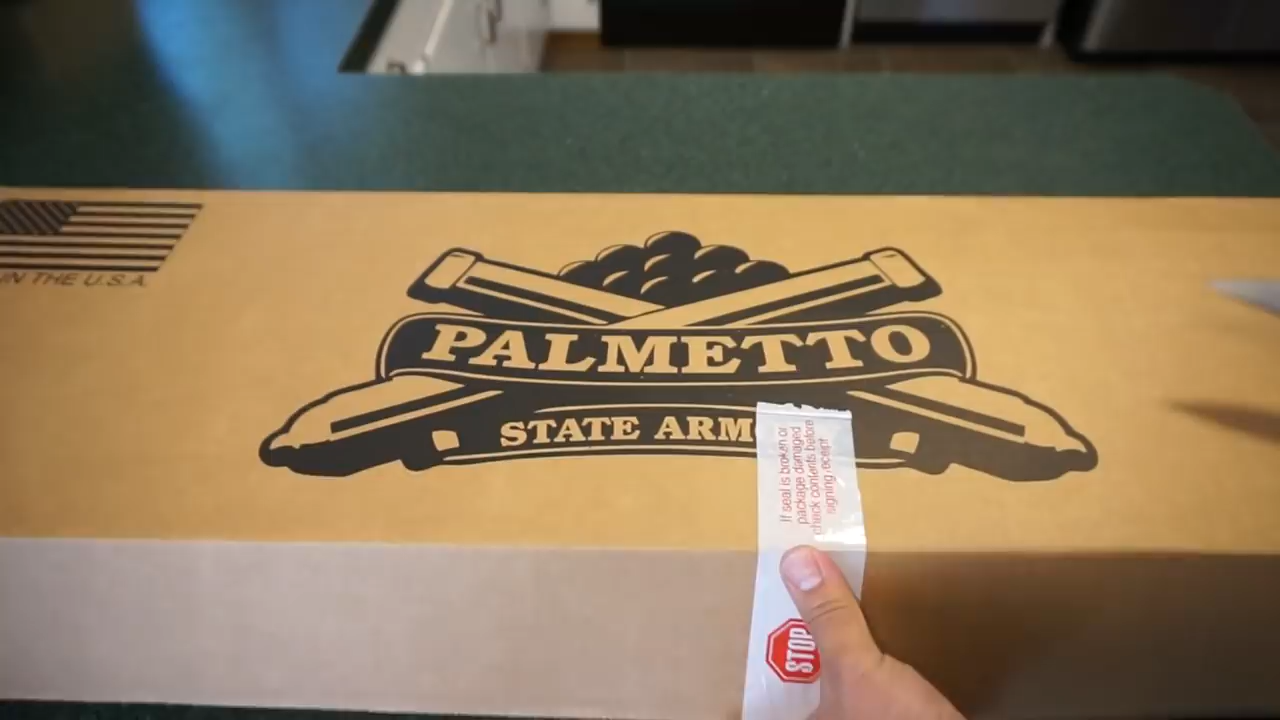 IN THE U.S.A.
PALMETTO
STATE ARM
If seal is broken or
package damaged
check contents before
signing receipt
STOP